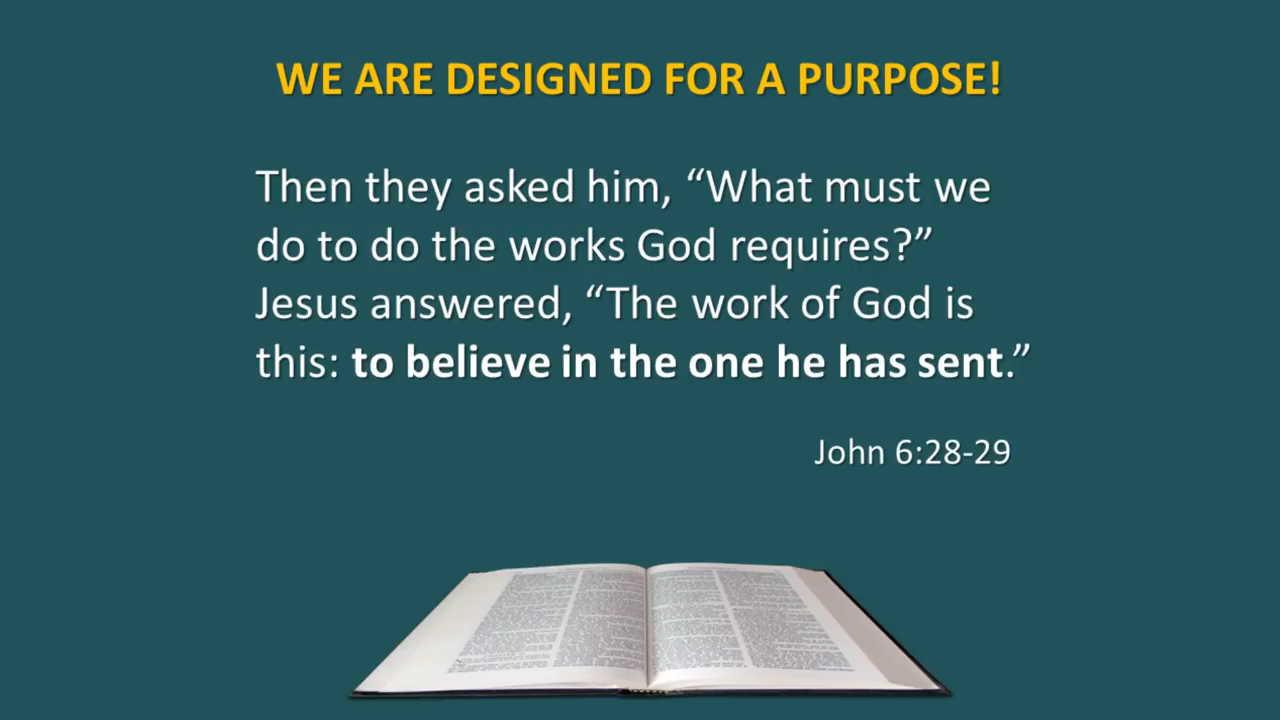 WE ARE DESIGNED FOR A PURPOSE!
Then they asked him, “What must we
do to do the works God requires?”
Jesus answered, “The work of God is
this: to believe in the one he has sent.”
John 6:28-29